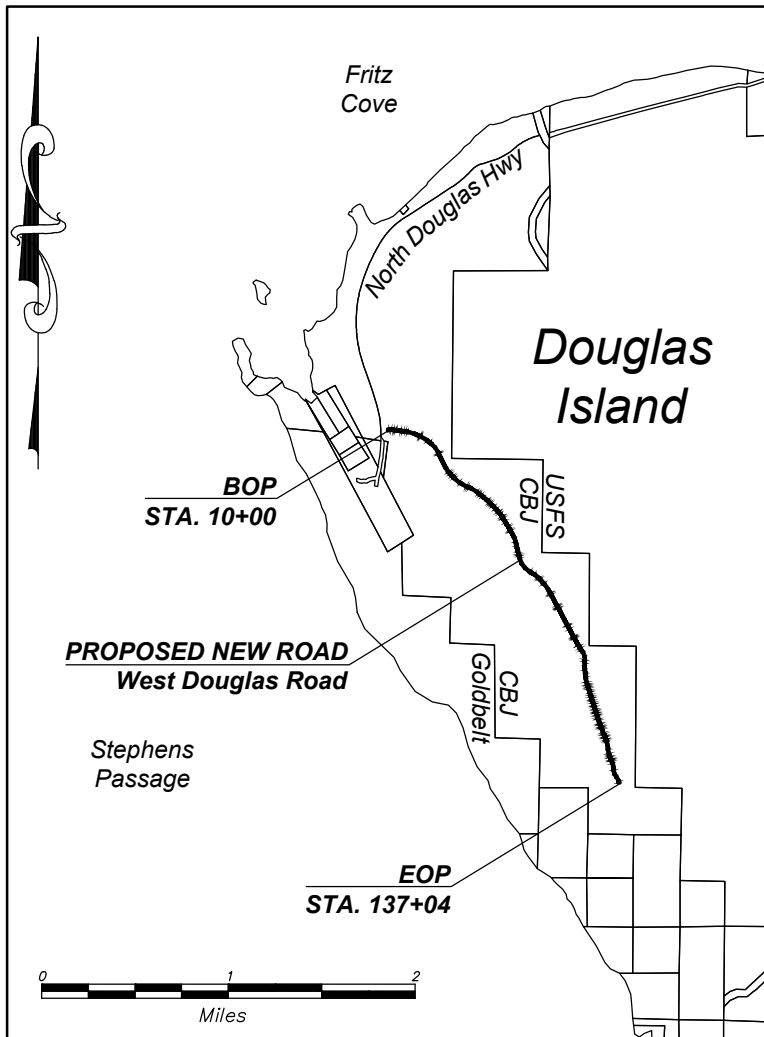 Fritz
Cove
North Douglas Hwy
Douglas
Island
BOP
STA. 10+00
USFS
CBJ
PROPOSED NEW ROAD
West Douglas Road
CBJ
Goldbelt
Stephens
Passage
EOP
STA. 137+04
0 1 2
Miles